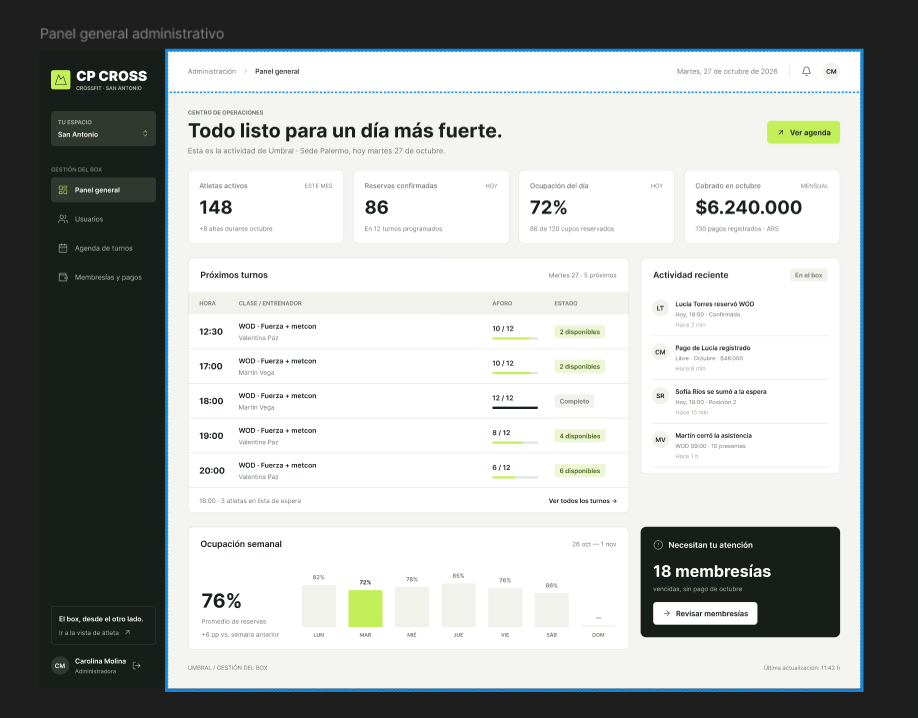 Panel general administrativo
CP CROSS
CROSSFIT · SAN ANTONIO
TU ESPACIO
San Antonio
GESTIÓN DEL BOX
Panel general
Usuarios
Agenda de turnos
Membresías y pagos
El box, desde el otro lado.
Ir a la vista de atleta
CM
Carolina Molina
Administradora
Administración
Panel general
Martes, 27 de octubre de 2026
CM
CENTRO DE OPERACIONES
Todo listo para un día más fuerte.
Esta es la actividad de Umbral · Sede Palermo, hoy martes 27 de octubre.
Ver agenda
Atletas activos ESTE MES
148
+8 altas durante octubre
Reservas confirmadas HOY
86
En 12 turnos programados
Ocupación del día HOY
72%
86 de 120 cupos reservados
Cobrado en octubre MENSUAL
$6.240.000
130 pagos registrados · ARS
Próximos turnos Martes 27 · 5 próximos
HORA CLASE / ENTRENADOR AFORO ESTADO
12:30 WOD · Fuerza + metcon 10 / 12 2 disponibles
Valentina Paz
17:00 WOD · Fuerza + metcon 10 / 12 2 disponibles
Martín Vega
18:00 WOD · Fuerza + metcon 12 / 12 Completo
Martín Vega
19:00 WOD · Fuerza + metcon 8 / 12 4 disponibles
Valentina Paz
20:00 WOD · Fuerza + metcon 6 / 12 6 disponibles
Valentina Paz
18:00 · 3 atletas en lista de espera Ver todos los turnos →
Actividad reciente En el box
LT
Lucía Torres reservó WOD
Hoy, 18:00 · Confirmada
Hace 2 min
CM
Pago de Lucía registrado
Libre · Octubre · $48.000
Hace 8 min
SR
Sofía Ríos se sumó a la espera
Hoy, 18:00 · Posición 2
Hace 15 min
MV
Martín cerró la asistencia
WOD 09:00 · 10 presentes
Hace 1 h
Ocupación semanal 26 oct — 1 nov
76%
Promedio de reservas
+6 pp vs. semana anterior
82% 72% 78% 85% 76% 66% —
LUN MAR MIÉ JUE VIE SÁB DOM
Necesitan tu atención
18 membresías
vencidas, sin pago de octubre
Revisar membresías
UMBRAL / GESTIÓN DEL BOX
Última actualización: 11:42 h